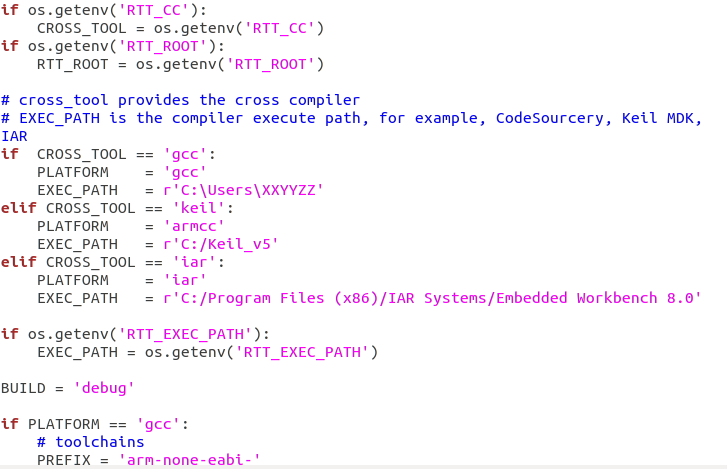 if os.getenv('RTT_CC'):
    CROSS_TOOL = os.getenv('RTT_CC')
if os.getenv('RTT_ROOT'):
    RTT_ROOT = os.getenv('RTT_ROOT')

# cross_tool provides the cross compiler
# EXEC_PATH is the compiler execute path, for example, CodeSourcery, Keil MDK,
IAR
if  CROSS_TOOL == 'gcc':
    PLATFORM    = 'gcc'
    EXEC_PATH   = r'C:\Users\XXYYZZ'
elif CROSS_TOOL == 'keil':
    PLATFORM    = 'armcc'
    EXEC_PATH   = r'C:/Keil_v5'
elif CROSS_TOOL == 'iar':
    PLATFORM    = 'iar'
    EXEC_PATH   = r'C:/Program Files (x86)/IAR Systems/Embedded Workbench 8.0'

if os.getenv('RTT_EXEC_PATH'):
    EXEC_PATH = os.getenv('RTT_EXEC_PATH')

BUILD = 'debug'

if PLATFORM == 'gcc':
    # toolchains
    PREFIX = 'arm-none-eabi-'